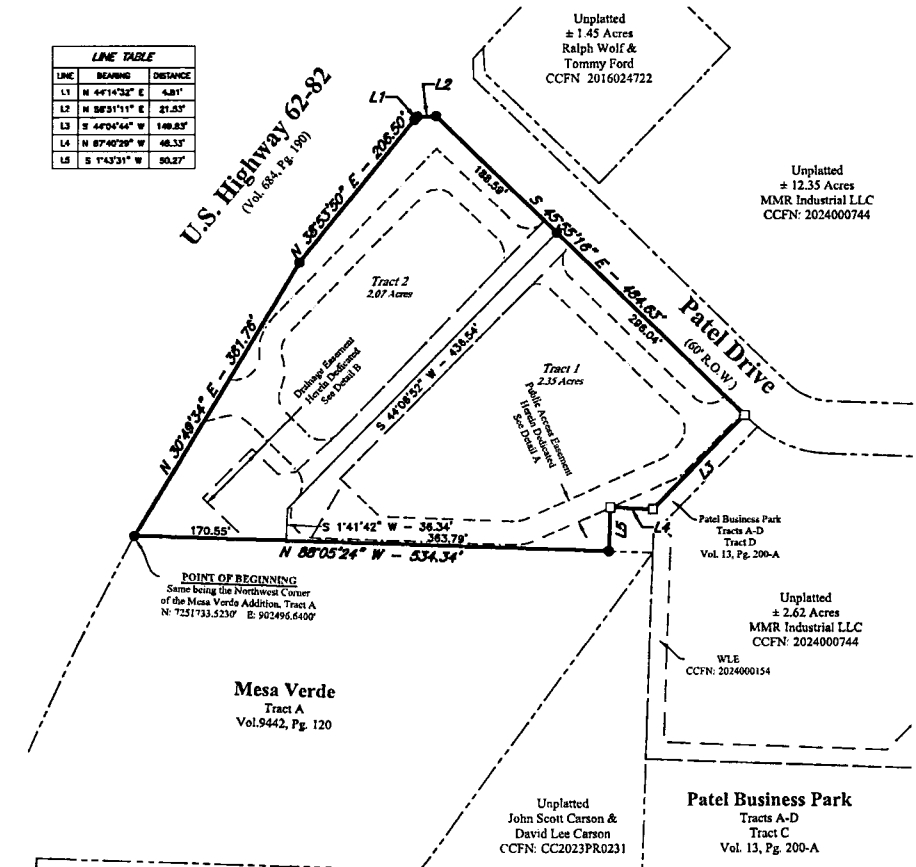 LINE TABLE
LINE BEARING DISTANCE
L1 N 44°14'32" E 4.81'
L2 N 88°51'11" E 21.53'
L3 S 44°04'44" W 149.83'
L4 N 87°40'29" W 48.33'
L5 S 1°43'31" W 50.27'
Unplatted
± 1.45 Acres
Ralph Wolf &
Tommy Ford
CCFN 2016024722
U.S. Highway 62-82
(Vol. 684, Pg. 190)
L1
L2
N 38°53'50" E - 206.50'
188.59'
S 45°55'16" E - 484.63'
296.04'
Unplatted
± 12.35 Acres
MMR Industrial LLC
CCFN: 2024000744
Patel Drive
(60' R.O.W.)
Tract 2
2.07 Acres
N 30°49'34" E - 361.76'
Drainage Easement
Herein Dedicated
See Detail B
S 44°06'52" W - 436.54'
Tract 1
2.35 Acres
Public Access Easement
Herein Dedicated
See Detail A
L3
L4
L5
Patel Business Park
Tracts A-D
Tract D
Vol. 13, Pg. 200-A
170.55'
S 1°41'42" W - 36.34'
363.79'
N 88°05'24" W - 534.34'
POINT OF BEGINNING
Same being the Northwest Corner
of the Mesa Verde Addition, Tract A
N: 7251733.5230' E: 902496.6400'
Unplatted
± 2.62 Acres
MMR Industrial LLC
CCFN: 2024000744
WLE
CCFN: 2024000154
Mesa Verde
Tract A
Vol.9442, Pg. 120
Unplatted
John Scott Carson &
David Lee Carson
CCFN: CC2023PR0231
Patel Business Park
Tracts A-D
Tract C
Vol. 13, Pg. 200-A